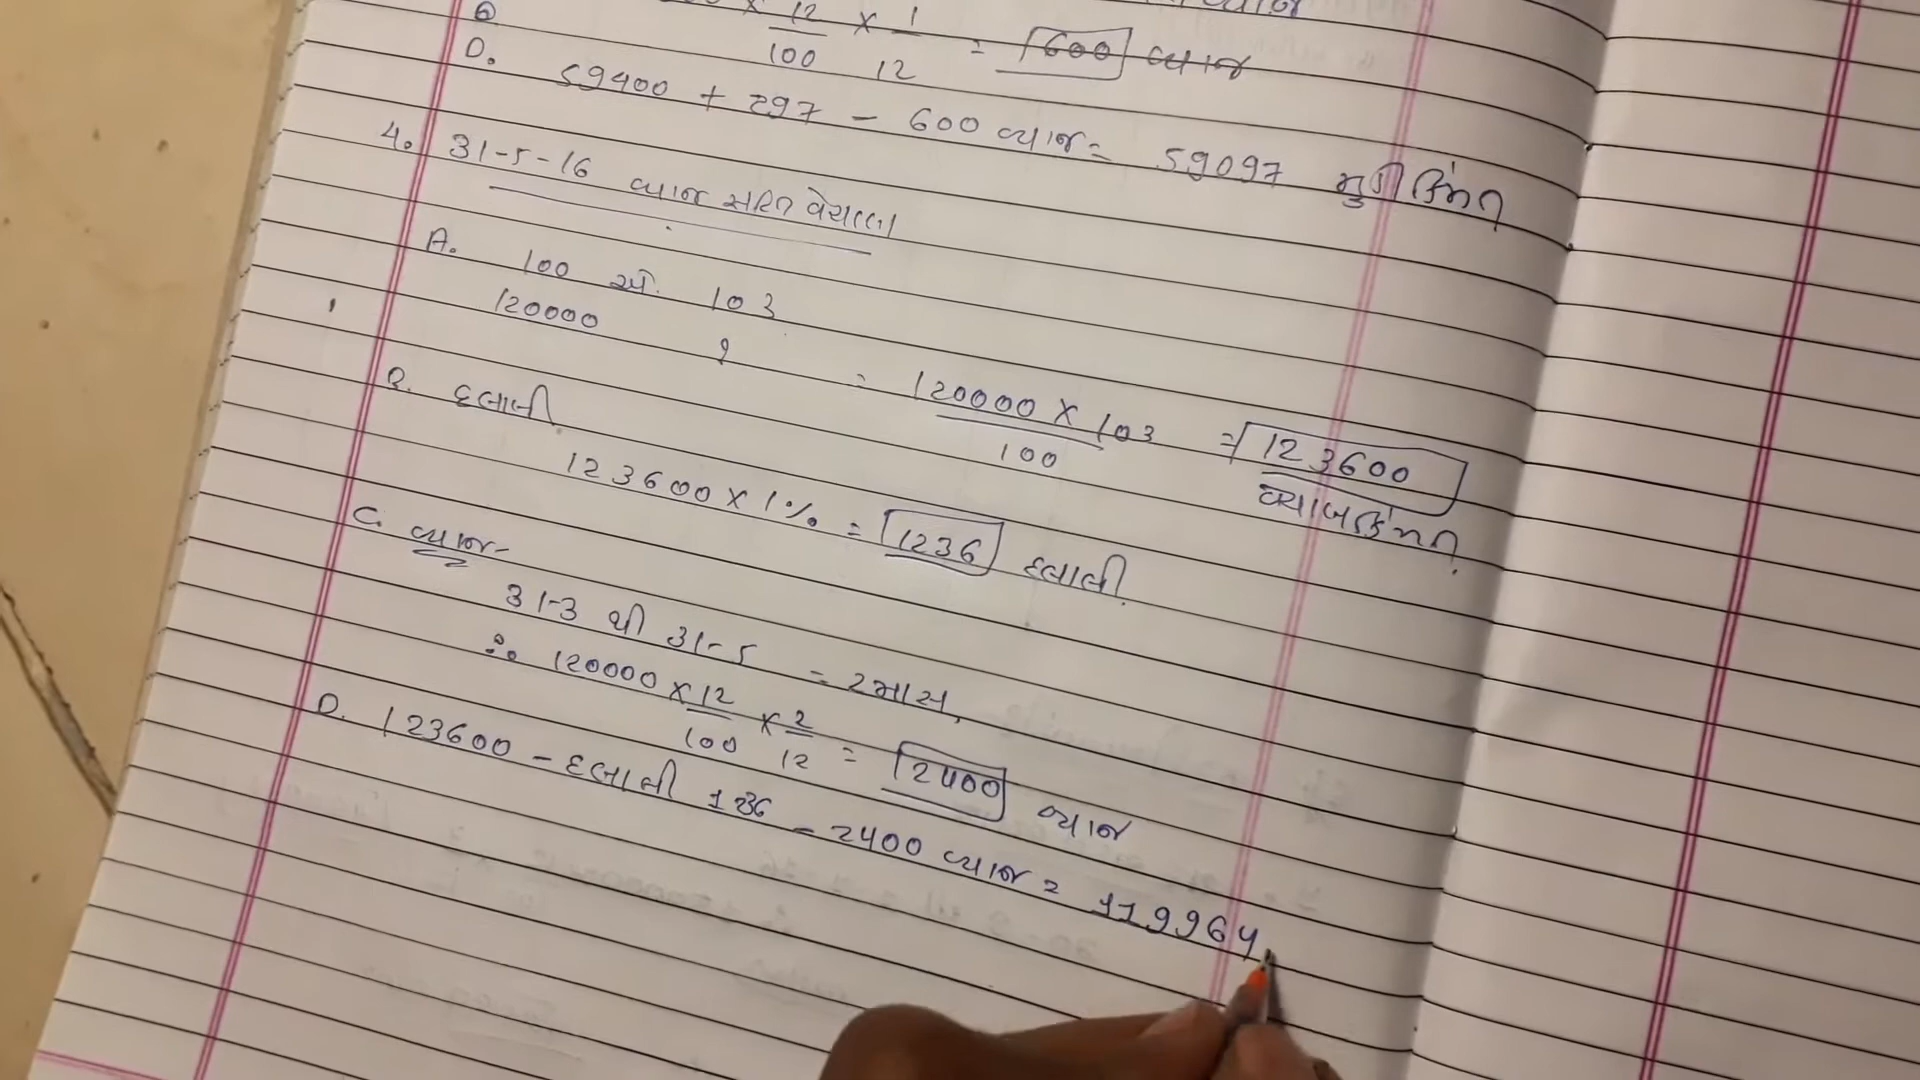 × 12/100 × 1/12 = 600 વ્યાજ
D. 59400 + 297 - 600 વ્યાજ = 59097 મુડી કિંમત
4. 31-5-16 વ્યાજ સહિત વેચાણ
A. 100 રૂા. 103
120000 ? = 120000 × 103 / 100 = 123600
વેચાણ કિંમત.
B. દલાલી
123600 × 1% = 1236 દલાલી.
C. વ્યાજ-
31-3 થી 31-5 = 2 માસ.
∴ 120000 × 12/100 × 2/12 = 2400 વ્યાજ
D. 123600 - દલાલી 1236 - 2400 વ્યાજ = 119964